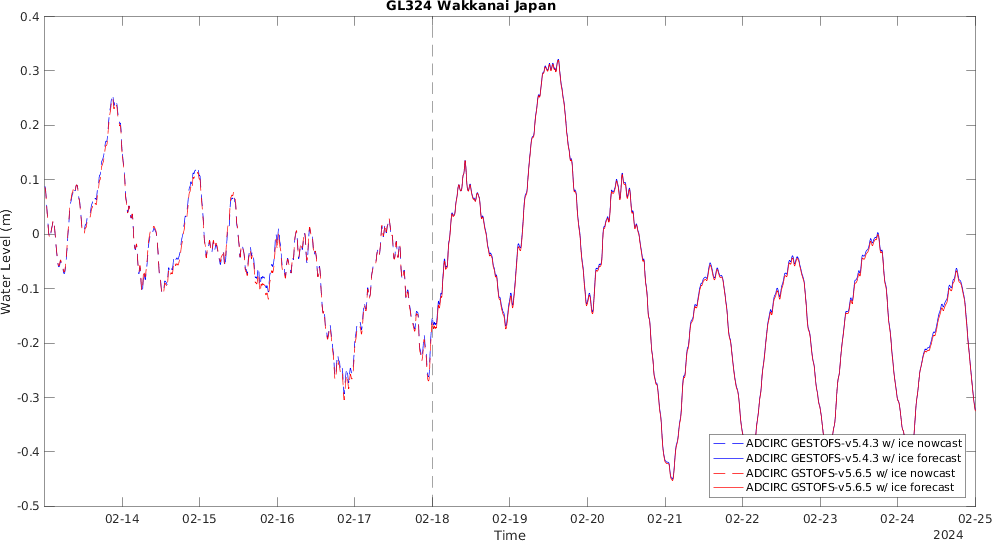 GL324 Wakkanai Japan
0.4
0.3
0.2
0.1
0
-0.1
-0.2
-0.3
-0.4
-0.5
Water Level (m)
02-14 02-15 02-16 02-17 02-18 02-19 02-20 02-21 02-22 02-23 02-24 02-25
Time
2024
ADCIRC GESTOFS-v5.4.3 w/ ice nowcast
ADCIRC GESTOFS-v5.4.3 w/ ice forecast
ADCIRC GSTOFS-v5.6.5 w/ ice nowcast
ADCIRC GSTOFS-v5.6.5 w/ ice forecast